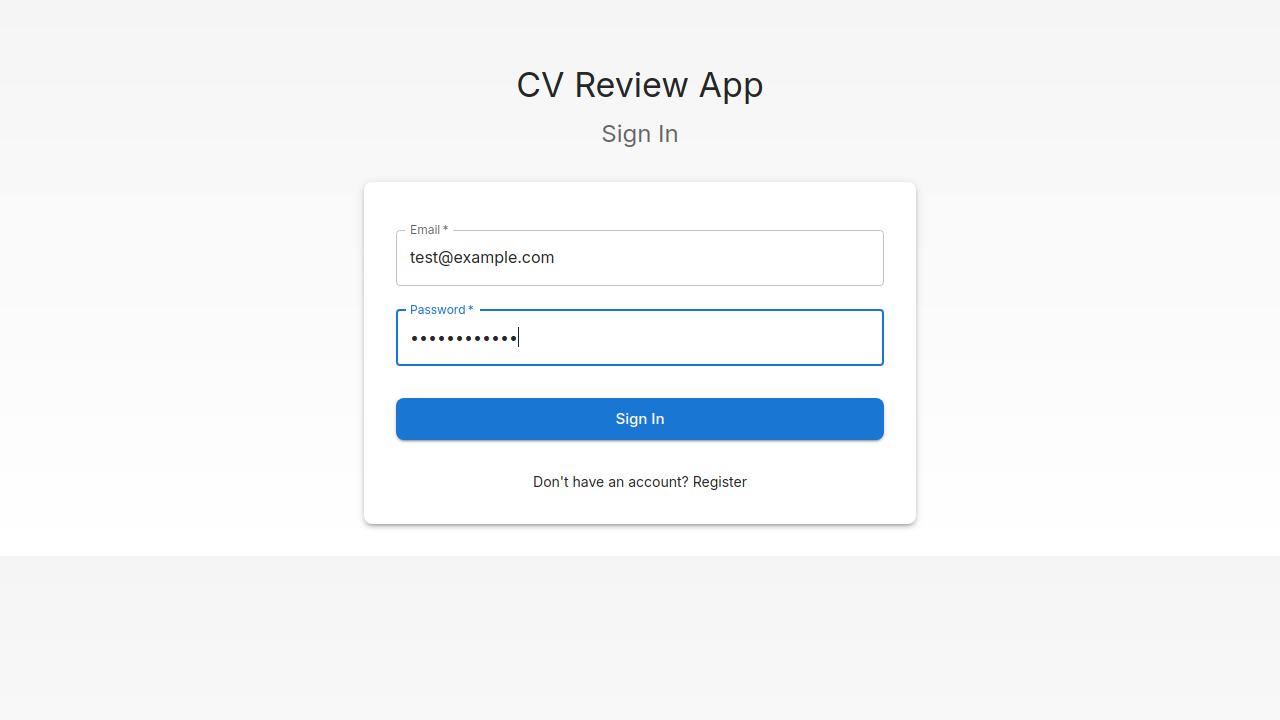 CV Review App
Sign In
Email *
test@example.com
Password *
••••••••••••
Sign In
Don't have an account? Register